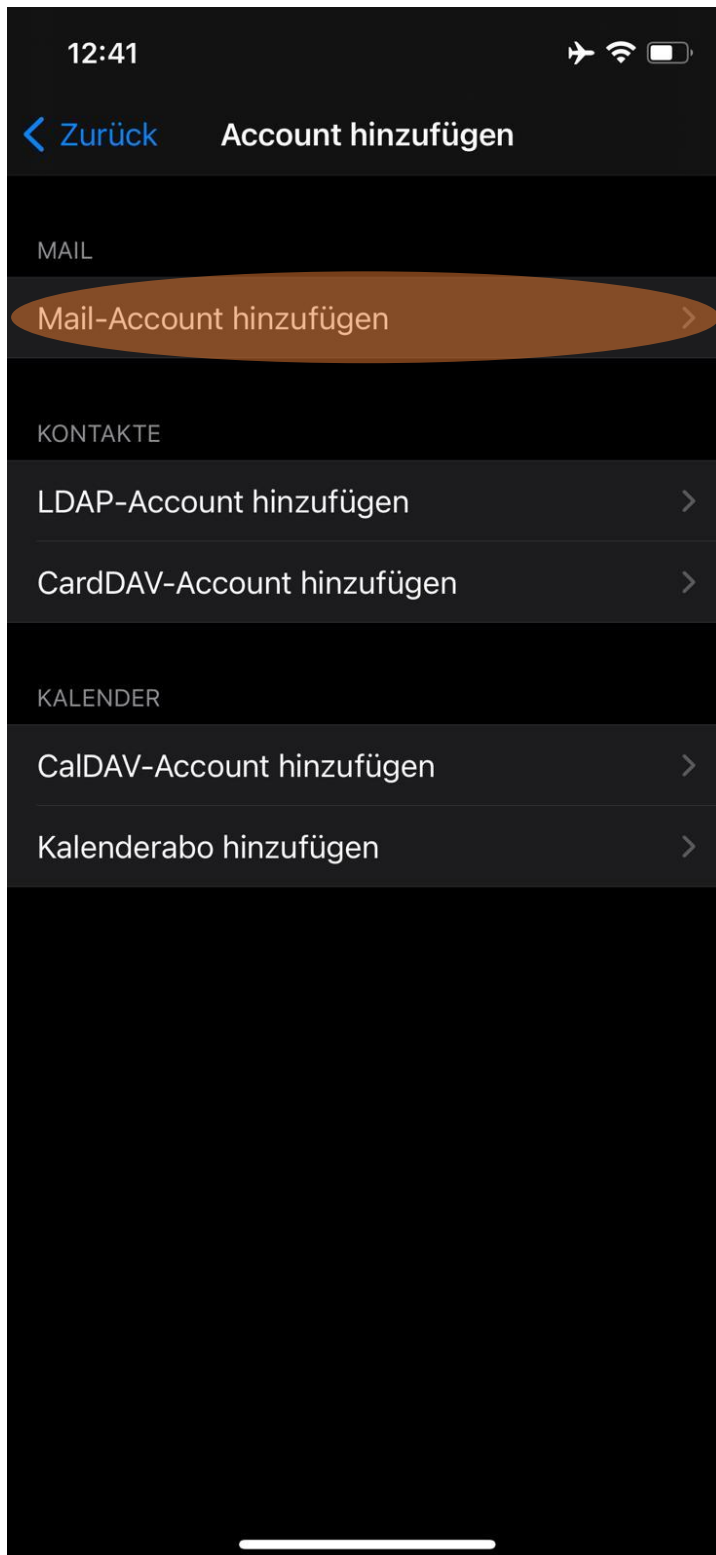 12:41
Zurück Account hinzufügen
MAIL
Mail-Account hinzufügen
KONTAKTE
LDAP-Account hinzufügen
CardDAV-Account hinzufügen
KALENDER
CalDAV-Account hinzufügen
Kalenderabo hinzufügen